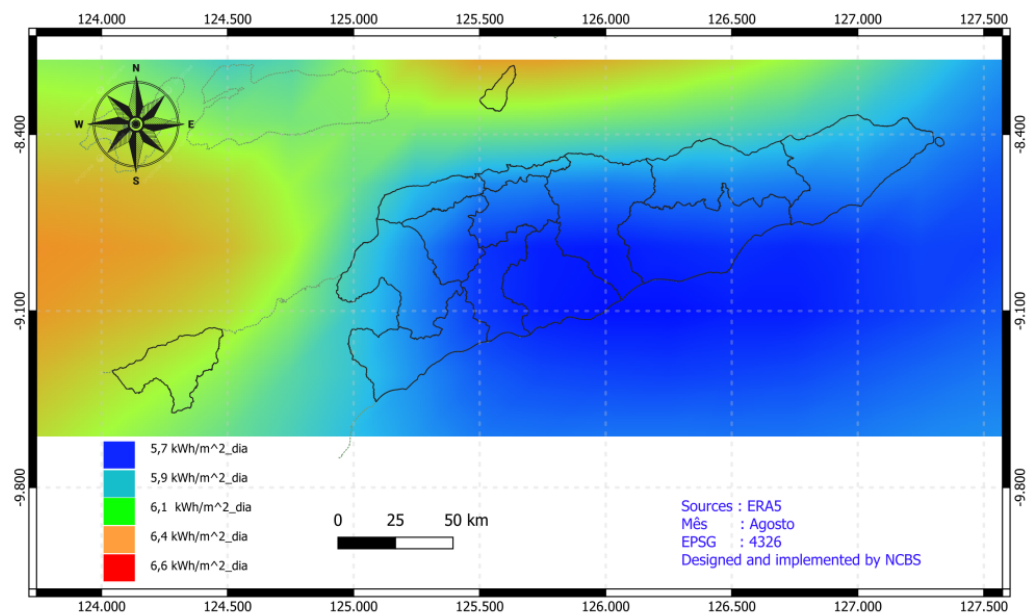 124.000 124.500 125.000 125.500 126.000 126.500 127.000 127.500
N
W E
S
-8.400 -8.400
-9.100 -9.100
-9.800 -9.800
5,7 kWh/m^2_dia
5,9 kWh/m^2_dia
6,1 kWh/m^2_dia
6,4 kWh/m^2_dia
6,6 kWh/m^2_dia
0 25 50 km
Sources : ERA5
Mês : Agosto
EPSG : 4326
Designed and implemented by NCBS
124.000 124.500 125.000 125.500 126.000 126.500 127.000 127.500